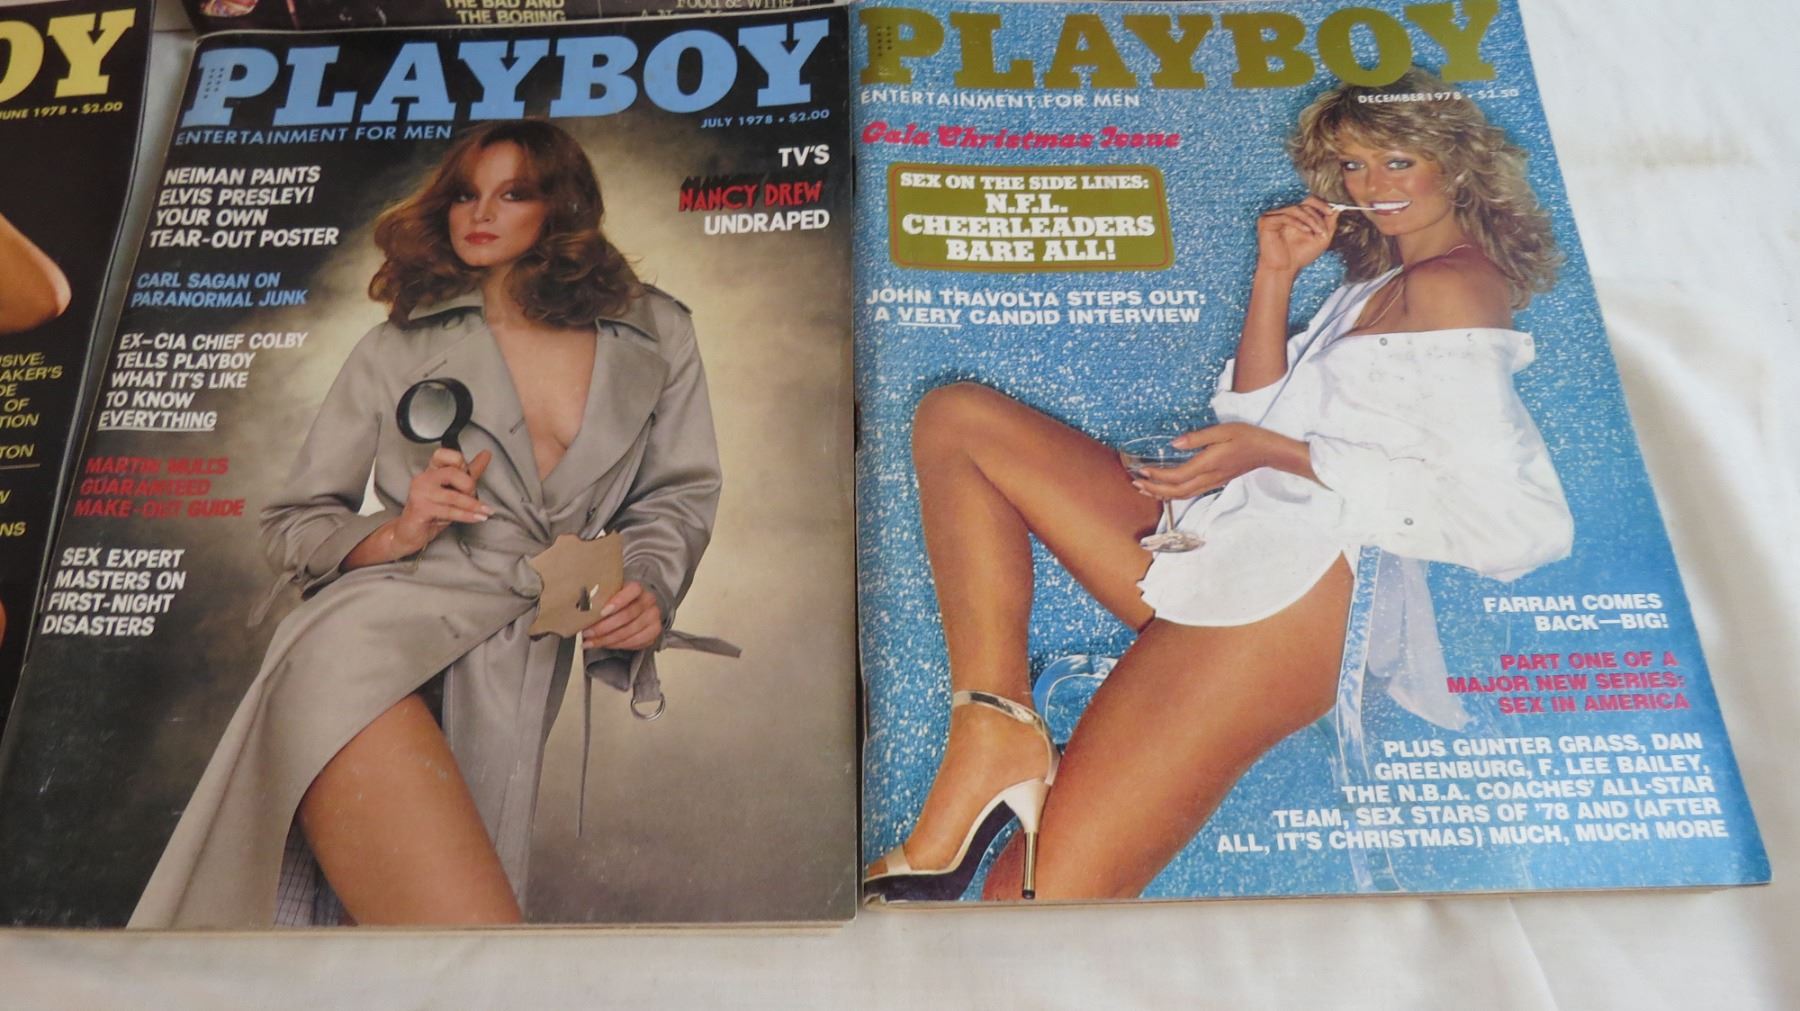 THE BAD AND
THE BORING
Food & Wine
OY
JUNE 1978 • $2.00
SIVE:
AKER'S
DE
OF
TION
TON
W
NS
PLAYBOY
ENTERTAINMENT FOR MEN
JULY 1978 • $2.00
NEIMAN PAINTS
ELVIS PRESLEY!
YOUR OWN
TEAR-OUT POSTER
CARL SAGAN ON
PARANORMAL JUNK
EX-CIA CHIEF COLBY
TELLS PLAYBOY
WHAT IT'S LIKE
TO KNOW
EVERYTHING
MARTIN MULL'S
GUARANTEED
MAKE-OUT GUIDE
SEX EXPERT
MASTERS ON
FIRST-NIGHT
DISASTERS
TV'S
NANCY DREW
UNDRAPED
PLAYBOY
ENTERTAINMENT FOR MEN
DECEMBER 1978 • $2.50
Gala Christmas Issue
SEX ON THE SIDE LINES:
N.F.L.
CHEERLEADERS
BARE ALL!
JOHN TRAVOLTA STEPS OUT:
A VERY CANDID INTERVIEW
FARRAH COMES
BACK—BIG!
PART ONE OF A
MAJOR NEW SERIES:
SEX IN AMERICA
PLUS GUNTER GRASS, DAN
GREENBURG, F. LEE BAILEY,
THE N.B.A. COACHES' ALL-STAR
TEAM, SEX STARS OF '78 AND (AFTER
ALL, IT'S CHRISTMAS) MUCH, MUCH MORE